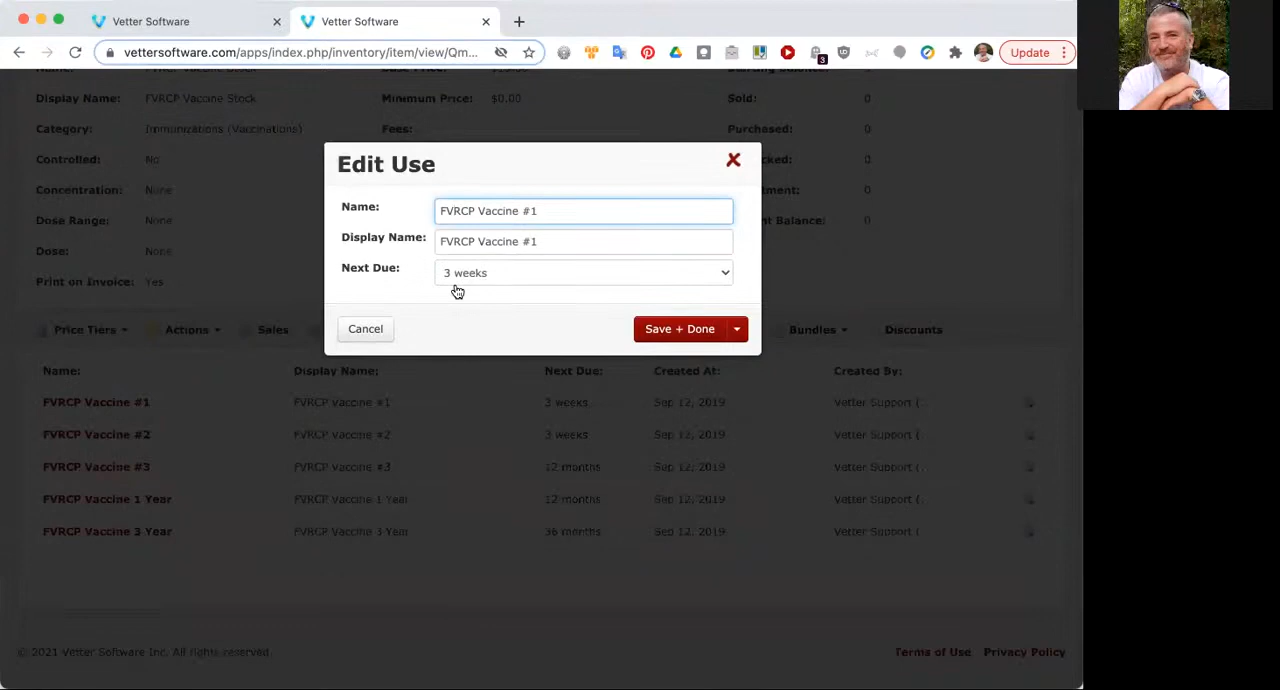 Vetter Software
Vetter Software
vettersoftware.com/apps/index.php/inventory/item/view/Qm...
3
Update
Display Name: FVRCP Vaccine Stock Minimum Price: $0.00 Sold: 0
Category: Immunizations (Vaccinations) Fees: Purchased: 0
Controlled: No cked: 0
Concentration: None tment: 0
Dose Range: None nt Balance: 0
Dose: None
Print on Invoice: Yes
Edit Use
Name: FVRCP Vaccine #1
Display Name: FVRCP Vaccine #1
Next Due: 3 weeks
Cancel Save + Done
Price Tiers Actions Sales Bundles Discounts
Name: Display Name: Next Due: Created At: Created By:
FVRCP Vaccine #1 FVRCP Vaccine #1 3 weeks Sep 12, 2019 Vetter Support (.
FVRCP Vaccine #2 FVRCP Vaccine #2 3 weeks Sep 12, 2019 Vetter Support (.
FVRCP Vaccine #3 FVRCP Vaccine #3 12 months Sep 12, 2019 Vetter Support (.
FVRCP Vaccine 1 Year FVRCP Vaccine 1 Year 12 months Sep 12, 2019 Vetter Support (.
FVRCP Vaccine 3 Year FVRCP Vaccine 3 Year 36 months Sep 12, 2019 Vetter Support (
© 2021 Vetter Software Inc. All rights reserved. Terms of Use Privacy Policy